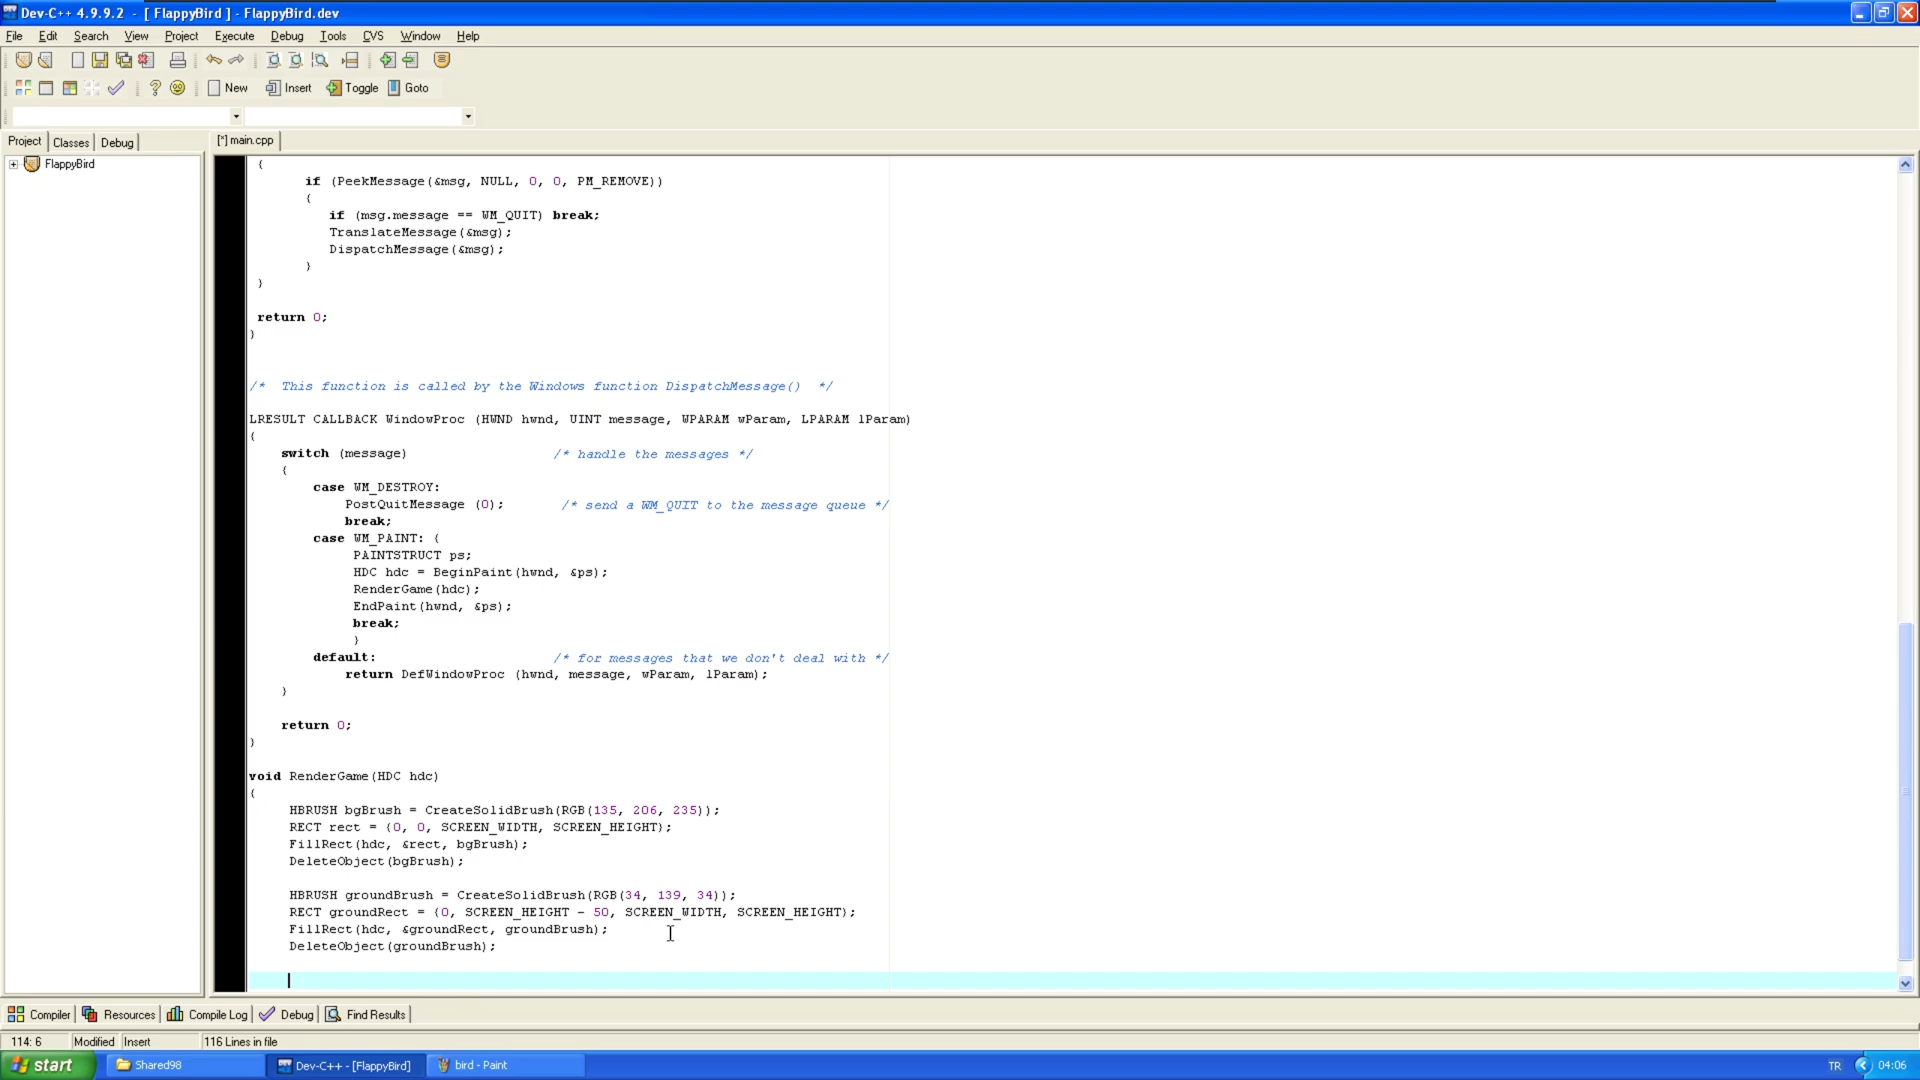 Dev-C++ 4.9.9.2 - [ FlappyBird ] - FlappyBird.dev
File Edit Search View Project Execute Debug Tools CVS Window Help
New Insert Toggle Goto
Project Classes Debug [*] main.cpp
FlappyBird
{
if (PeekMessage(&msg, NULL, 0, 0, PM_REMOVE))
{
if (msg.message == WM_QUIT) break;
TranslateMessage(&msg);
DispatchMessage(&msg);
}
}
return 0;
}
/* This function is called by the Windows function DispatchMessage() */
LRESULT CALLBACK WindowProc (HWND hwnd, UINT message, WPARAM wParam, LPARAM lParam)
{
switch (message) /* handle the messages */
{
case WM_DESTROY:
PostQuitMessage (0); /* send a WM_QUIT to the message queue */
break;
case WM_PAINT: {
PAINTSTRUCT ps;
HDC hdc = BeginPaint(hwnd, &ps);
RenderGame(hdc);
EndPaint(hwnd, &ps);
break;
}
default: /* for messages that we don't deal with */
return DefWindowProc (hwnd, message, wParam, lParam);
}
return 0;
}
void RenderGame(HDC hdc)
{
HBRUSH bgBrush = CreateSolidBrush(RGB(135, 206, 235));
RECT rect = {0, 0, SCREEN_WIDTH, SCREEN_HEIGHT};
FillRect(hdc, &rect, bgBrush);
DeleteObject(bgBrush);
HBRUSH groundBrush = CreateSolidBrush(RGB(34, 139, 34));
RECT groundRect = {0, SCREEN_HEIGHT - 50, SCREEN_WIDTH, SCREEN_HEIGHT};
FillRect(hdc, &groundRect, groundBrush);
DeleteObject(groundBrush);
Compiler Resources Compile Log Debug Find Results
114: 6 Modified Insert 116 Lines in file
start Shared98 Dev-C++ - [FlappyBird] bird - Paint TR 04:06